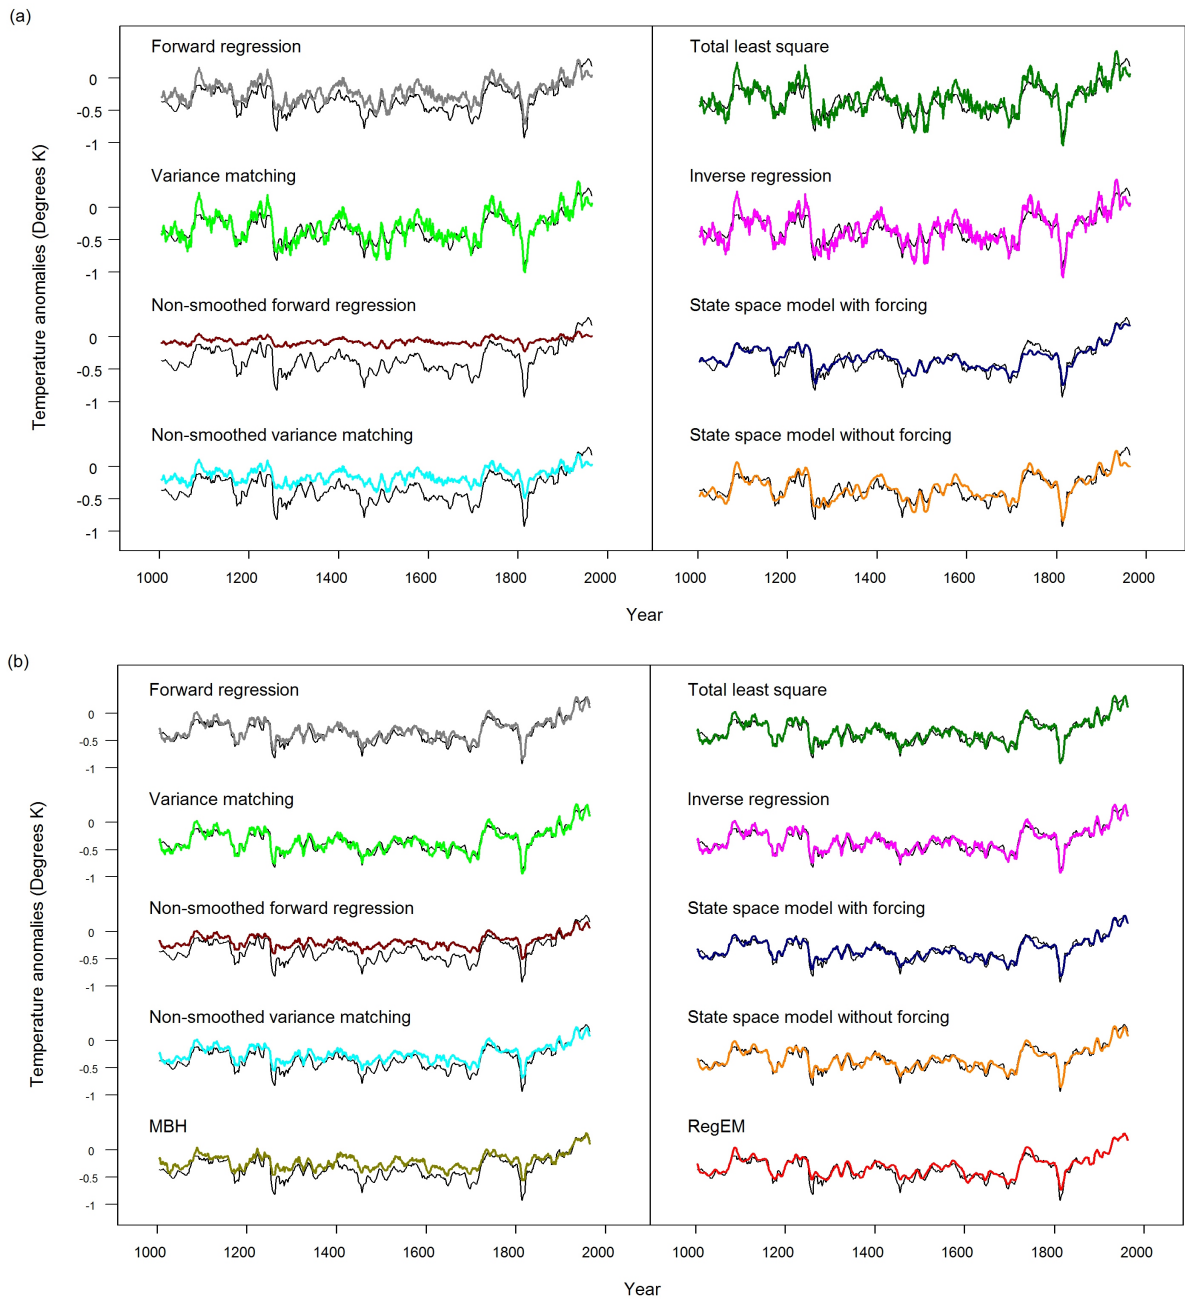 (a)
Forward regression
Total least square
0
-0.5
-1
Variance matching
Inverse regression
0
-0.5
-1
Non-smoothed forward regression
State space model with forcing
0
-0.5
-1
Non-smoothed variance matching
State space model without forcing
0
-0.5
-1
Temperature anomalies (Degrees K)
1000 1200 1400 1600 1800 2000 1000 1200 1400 1600 1800 2000
Year
(b)
Forward regression
Total least square
0
-0.5
-1
Variance matching
Inverse regression
0
-0.5
-1
Non-smoothed forward regression
State space model with forcing
0
-0.5
-1
Non-smoothed variance matching
State space model without forcing
0
-0.5
-1
MBH
RegEM
0
-0.5
-1
Temperature anomalies (Degrees K)
1000 1200 1400 1600 1800 2000 1000 1200 1400 1600 1800 2000
Year